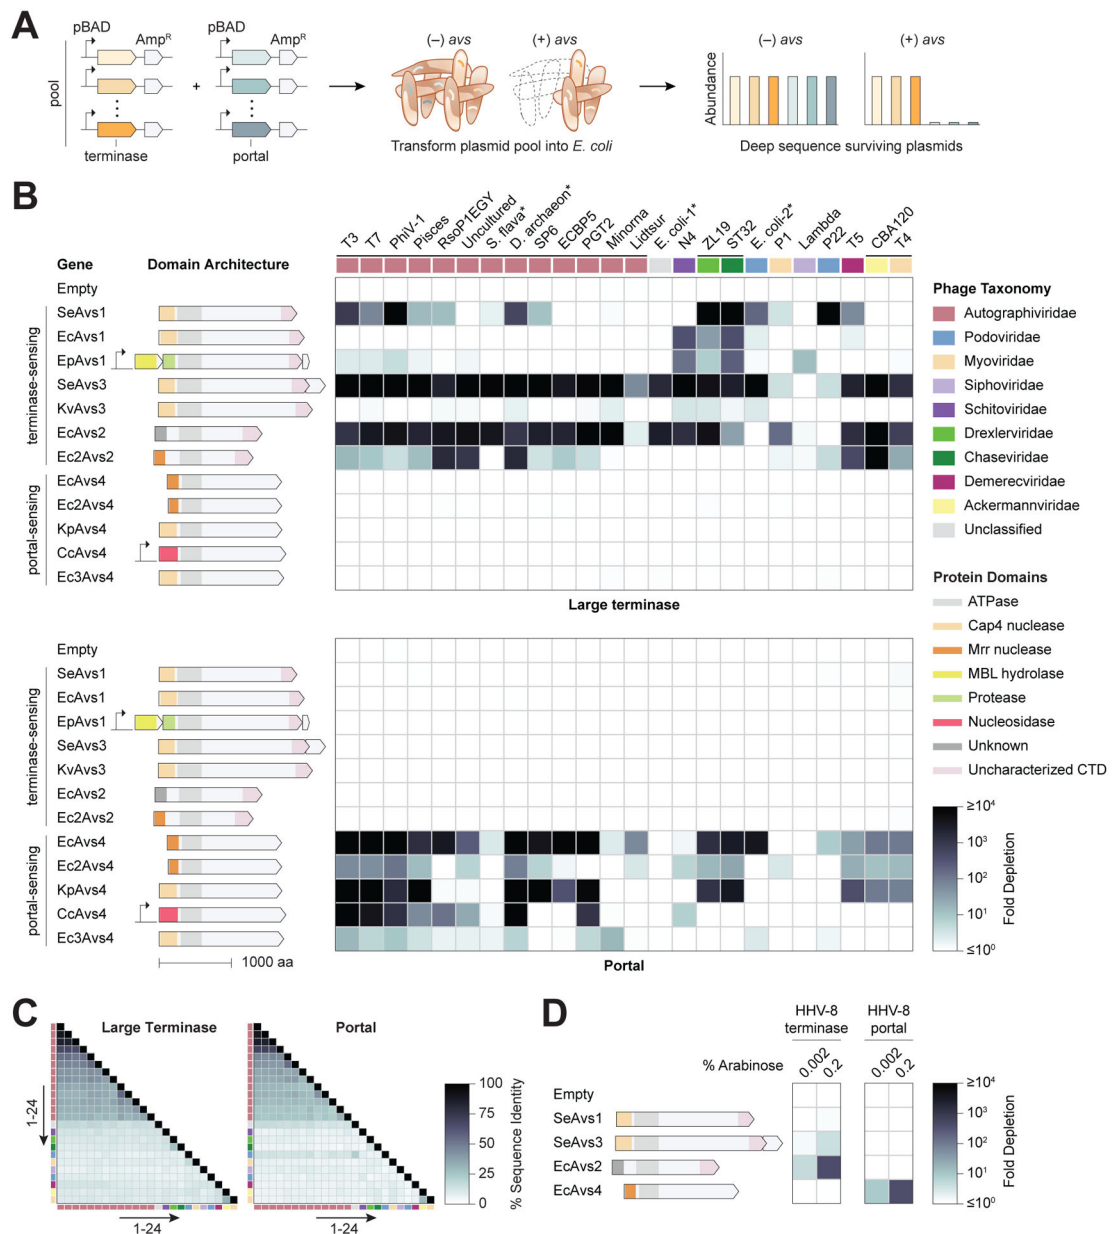 A
pBAD
Amp^R
pBAD
Amp^R
pool
+
terminase
portal
(–) avs
(+) avs
Transform plasmid pool into E. coli
(–) avs
(+) avs
Abundance
Deep sequence surviving plasmids
B
T3
T7
PhiV-1
Pisces
RsoP1EGY
Uncultured
S. flava*
D. archaeon*
SP6
ECBP5
PGT2
Minorna
Lidtsur
E. coli-1*
N4
ZL19
ST32
E. coli-2*
P1
Lambda
P22
T5
CBA120
T4
Gene
Domain Architecture
Empty
terminase-sensing
SeAvs1
EcAvs1
EpAvs1
SeAvs3
KvAvs3
EcAvs2
Ec2Avs2
portal-sensing
EcAvs4
Ec2Avs4
KpAvs4
CcAvs4
Ec3Avs4
Large terminase
Phage Taxonomy
Autographiviridae
Podoviridae
Myoviridae
Siphoviridae
Schitoviridae
Drexlerviridae
Chaseviridae
Demerecviridae
Ackermannviridae
Unclassified
Protein Domains
ATPase
Cap4 nuclease
Mrr nuclease
MBL hydrolase
Protease
Nucleosidase
Unknown
Uncharacterized CTD
Empty
terminase-sensing
SeAvs1
EcAvs1
EpAvs1
SeAvs3
KvAvs3
EcAvs2
Ec2Avs2
portal-sensing
EcAvs4
Ec2Avs4
KpAvs4
CcAvs4
Ec3Avs4
1000 aa
Portal
≥10⁴
10³
10²
10¹
≤10⁰
Fold Depletion
C
Large Terminase
Portal
1-24
1-24
1-24
100
75
50
25
0
% Sequence Identity
D
HHV-8
terminase
HHV-8
portal
% Arabinose
0.002
0.2
0.002
0.2
Empty
SeAvs1
SeAvs3
EcAvs2
EcAvs4
≥10⁴
10³
10²
10¹
≤10⁰
Fold Depletion